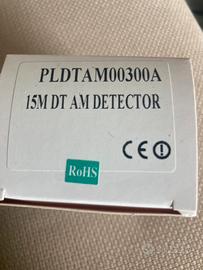 PLDTAM00300A
15M DT AM DETECTOR
CE
RoHS